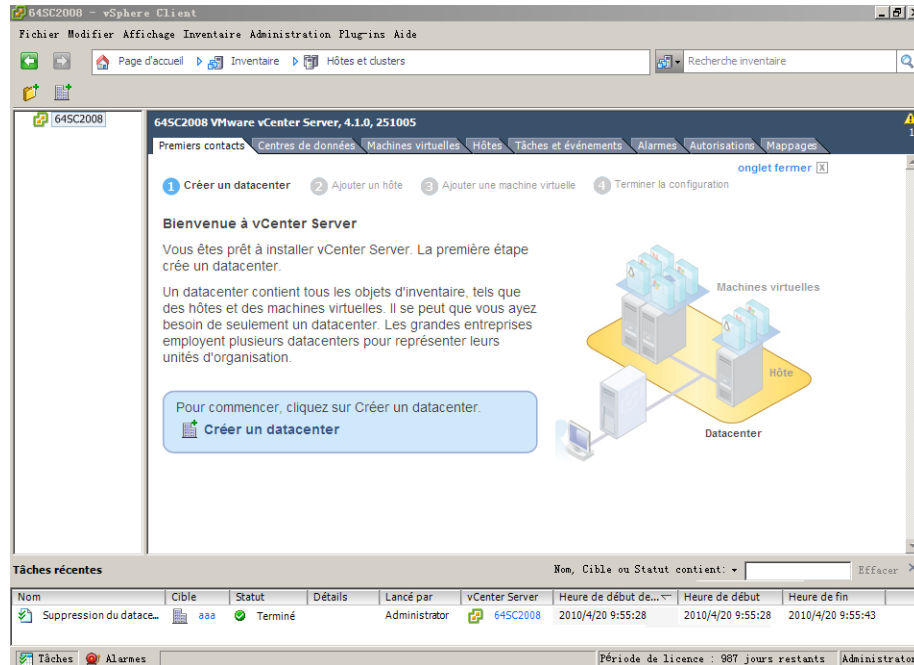 64SC2008 - vSphere Client
Fichier Modifier Affichage Inventaire Administration Plug-ins Aide
Page d'accueil Inventaire Hôtes et clusters Recherche inventaire
64SC2008
64SC2008 VMware vCenter Server, 4.1.0, 251005
Premiers contacts Centres de données Machines virtuelles Hôtes Tâches et événements Alarmes Autorisations Mappages
onglet fermer X
1 Créer un datacenter 2 Ajouter un hôte 3 Ajouter une machine virtuelle 4 Terminer la configuration
Bienvenue à vCenter Server
Vous êtes prêt à installer vCenter Server. La première étape
crée un datacenter.
Un datacenter contient tous les objets d'inventaire, tels que
des hôtes et des machines virtuelles. Il se peut que vous ayez
besoin de seulement un datacenter. Les grandes entreprises
employent plusieurs datacenters pour représenter leurs
unités d'organisation.
Pour commencer, cliquez sur Créer un datacenter.
Créer un datacenter
Machines virtuelles
Hôte
Datacenter
Tâches récentes
Nom, Cible ou Statut contient:
Effacer
Nom Cible Statut Détails Lancé par vCenter Server Heure de début de... Heure de début Heure de fin
Suppression du datace... aaa Terminé Administrator 64SC2008 2010/4/20 9:55:28 2010/4/20 9:55:28 2010/4/20 9:55:43
Tâches Alarmes
Période de licence : 987 jours restants Administrator